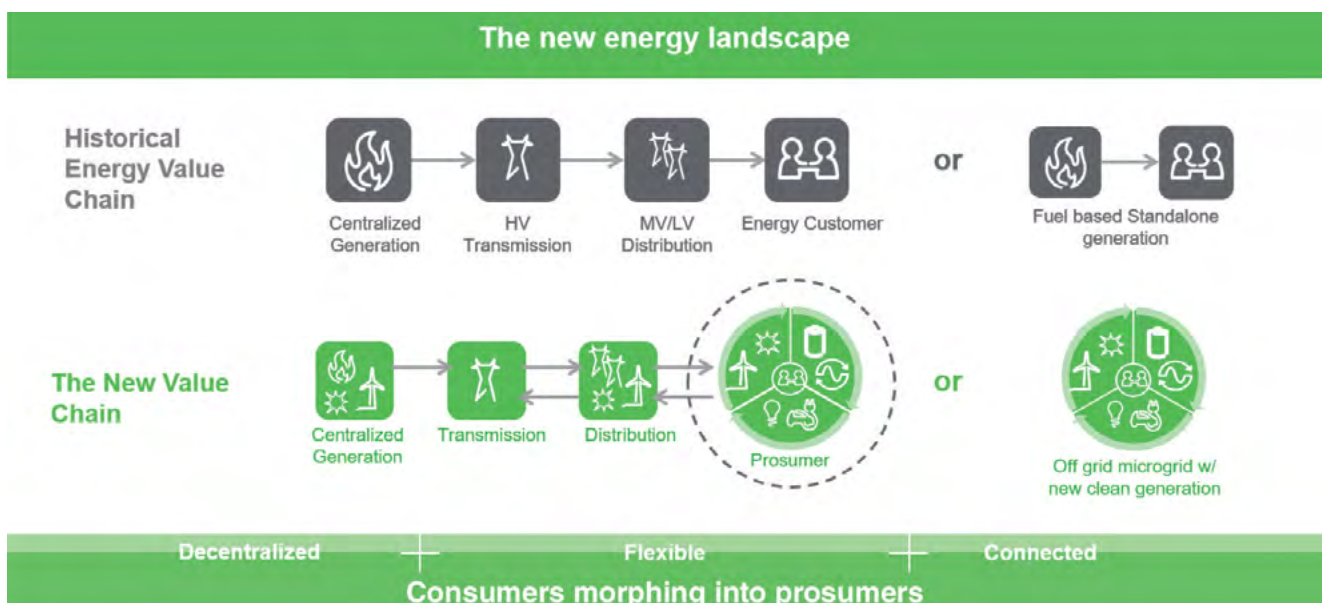 The new energy landscape
Historical
Energy Value
Chain
Centralized
Generation
HV
Transmission
MV/LV
Distribution
Energy Customer
or
Fuel based Standalone
generation
The New Value
Chain
Centralized
Generation
Transmission
Distribution
Prosumer
or
Off grid microgrid w/
new clean generation
Decentralized
Flexible
Connected
Consumers morphing into prosumers